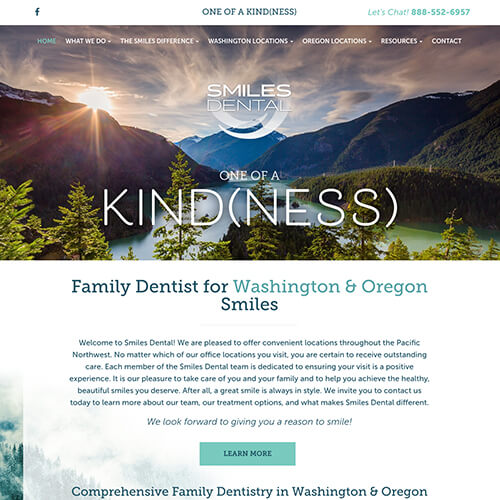 ONE OF A KIND(NESS)
Let's Chat! 888-552-6957
HOME WHAT WE DO THE SMILES DIFFERENCE WASHINGTON LOCATIONS OREGON LOCATIONS RESOURCES CONTACT
SMILES
DENTAL
ONE OF A
KIND(NESS)
Family Dentist for Washington & Oregon
Smiles
Welcome to Smiles Dental! We are pleased to offer convenient locations throughout the Pacific
Northwest. No matter which of our office locations you visit, you are certain to receive outstanding
care. Each member of the Smiles Dental team is dedicated to ensuring your visit is a positive
experience. It is our pleasure to take care of you and your family and to help you achieve the healthy,
beautiful smiles you deserve. After all, a great smile is always in style. We invite you to contact us
today to learn more about our team, our treatment options, and what makes Smiles Dental different.
We look forward to giving you a reason to smile!
LEARN MORE
Comprehensive Family Dentistry in Washington & Oregon